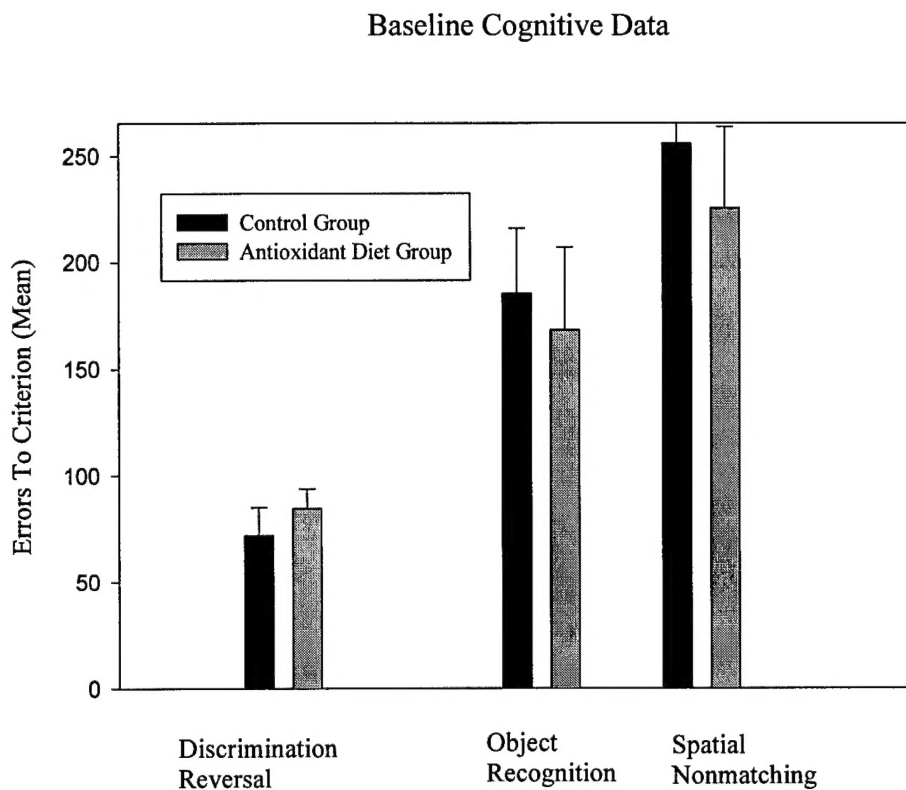 Baseline Cognitive Data
Errors To Criterion (Mean)
250
200
150
100
50
0
Control Group
Antioxidant Diet Group
Discrimination
Reversal
Object
Recognition
Spatial
Nonmatching